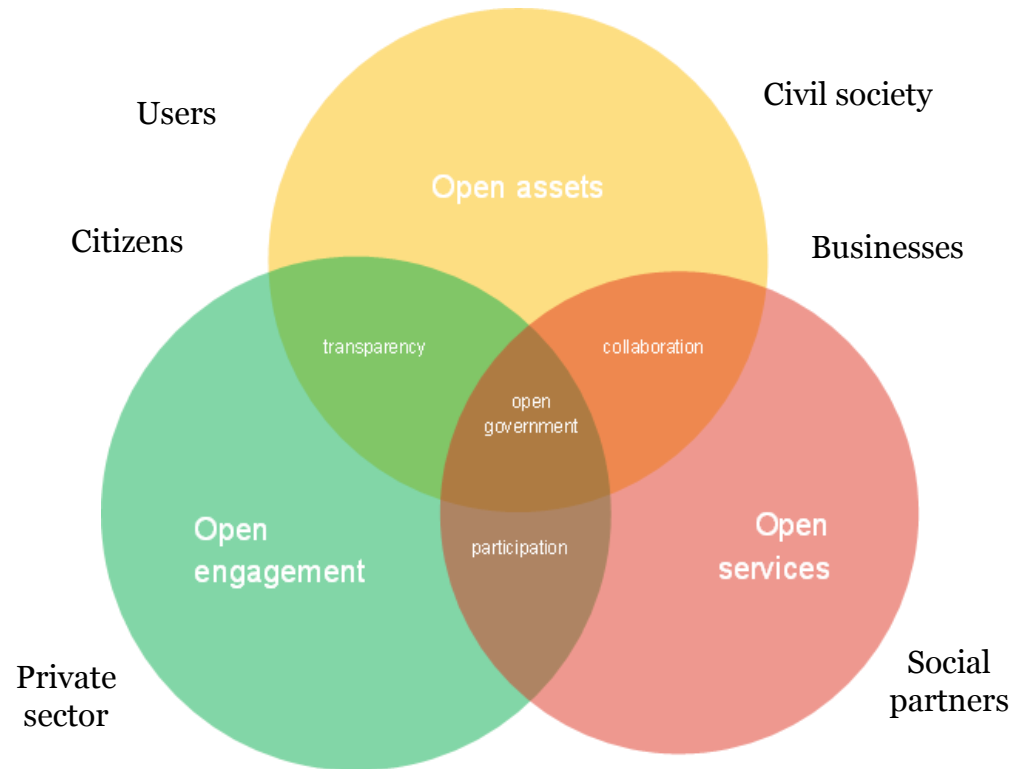 Users
Civil society
Open assets
Citizens
Businesses
transparency
collaboration
open
government
Open
engagement
participation
Open
services
Private
sector
Social
partners